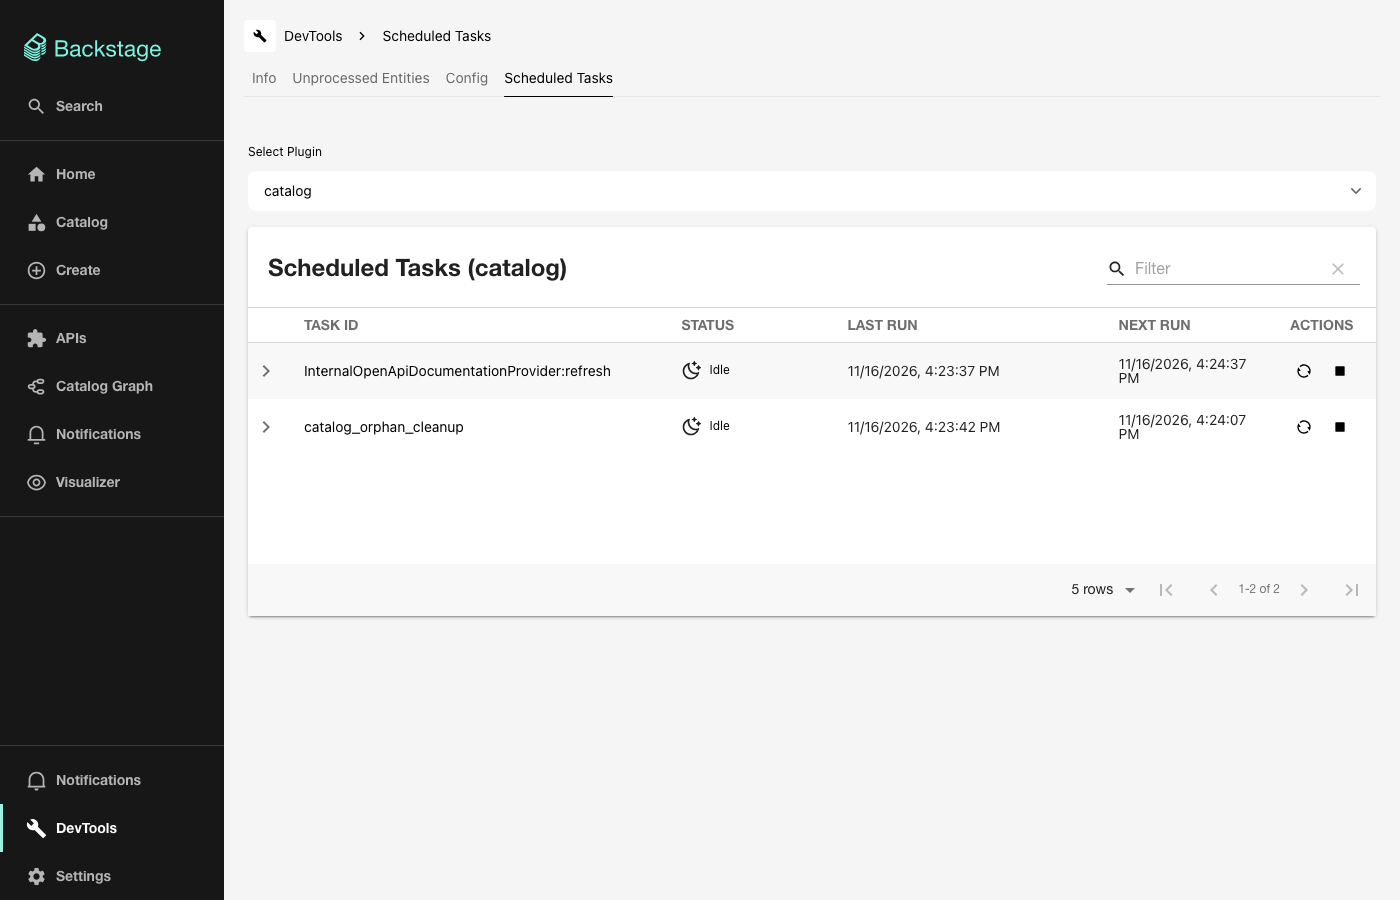 Backstage
Search
Home
Catalog
Create
APIs
Catalog Graph
Notifications
Visualizer
Notifications
DevTools
Settings
DevTools > Scheduled Tasks
Info Unprocessed Entities Config Scheduled Tasks
Select Plugin
catalog
Scheduled Tasks (catalog)
Filter
TASK ID STATUS LAST RUN NEXT RUN ACTIONS
InternalOpenApiDocumentationProvider:refresh Idle 11/16/2026, 4:23:37 PM 11/16/2026, 4:24:37
PM
catalog_orphan_cleanup Idle 11/16/2026, 4:23:42 PM 11/16/2026, 4:24:07
PM
5 rows 1-2 of 2